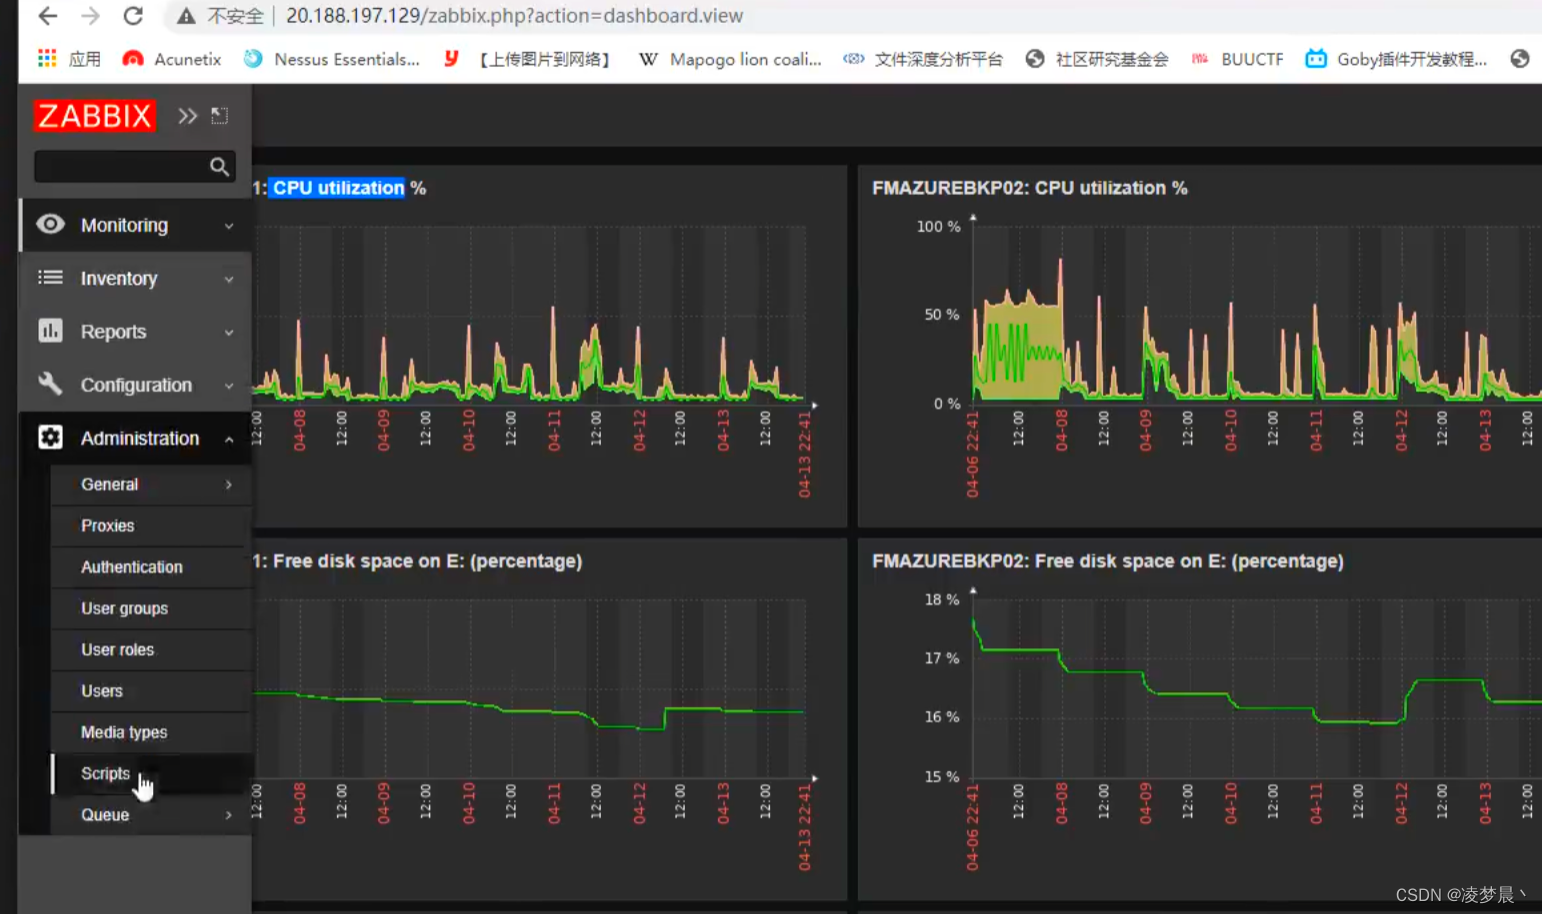 不安全 20.188.197.129/zabbix.php?action=dashboard.view
应用 Acunetix Nessus Essentials... 【上传图片到网络】 W Mapogo lion coali... 文件深度分析平台 社区研究基金会 BUUCTF Goby插件开发教程...
ZABBIX
Monitoring
Inventory
Reports
Configuration
Administration
General
Proxies
Authentication
User groups
User roles
Users
Media types
Scripts
Queue
1: CPU utilization %
12:00 04-08 12:00 04-09 12:00 04-10 12:00 04-11 12:00 04-12 12:00 04-13 12:00 04-13 22:41
FMAZUREBKP02: CPU utilization %
100 %
50 %
0 %
04-06 22:41 12:00 04-08 12:00 04-09 12:00 04-10 12:00 04-11 12:00 04-12 12:00 04-13 12:00
1: Free disk space on E: (percentage)
12:00 04-08 12:00 04-09 12:00 04-10 12:00 04-11 12:00 04-12 12:00 04-13 12:00 04-13 22:41
FMAZUREBKP02: Free disk space on E: (percentage)
18 %
17 %
16 %
15 %
04-06 22:41 12:00 04-08 12:00 04-09 12:00 04-10 12:00 04-11 12:00 04-12 12:00 04-13 12:00
CSDN @凌梦晨丶